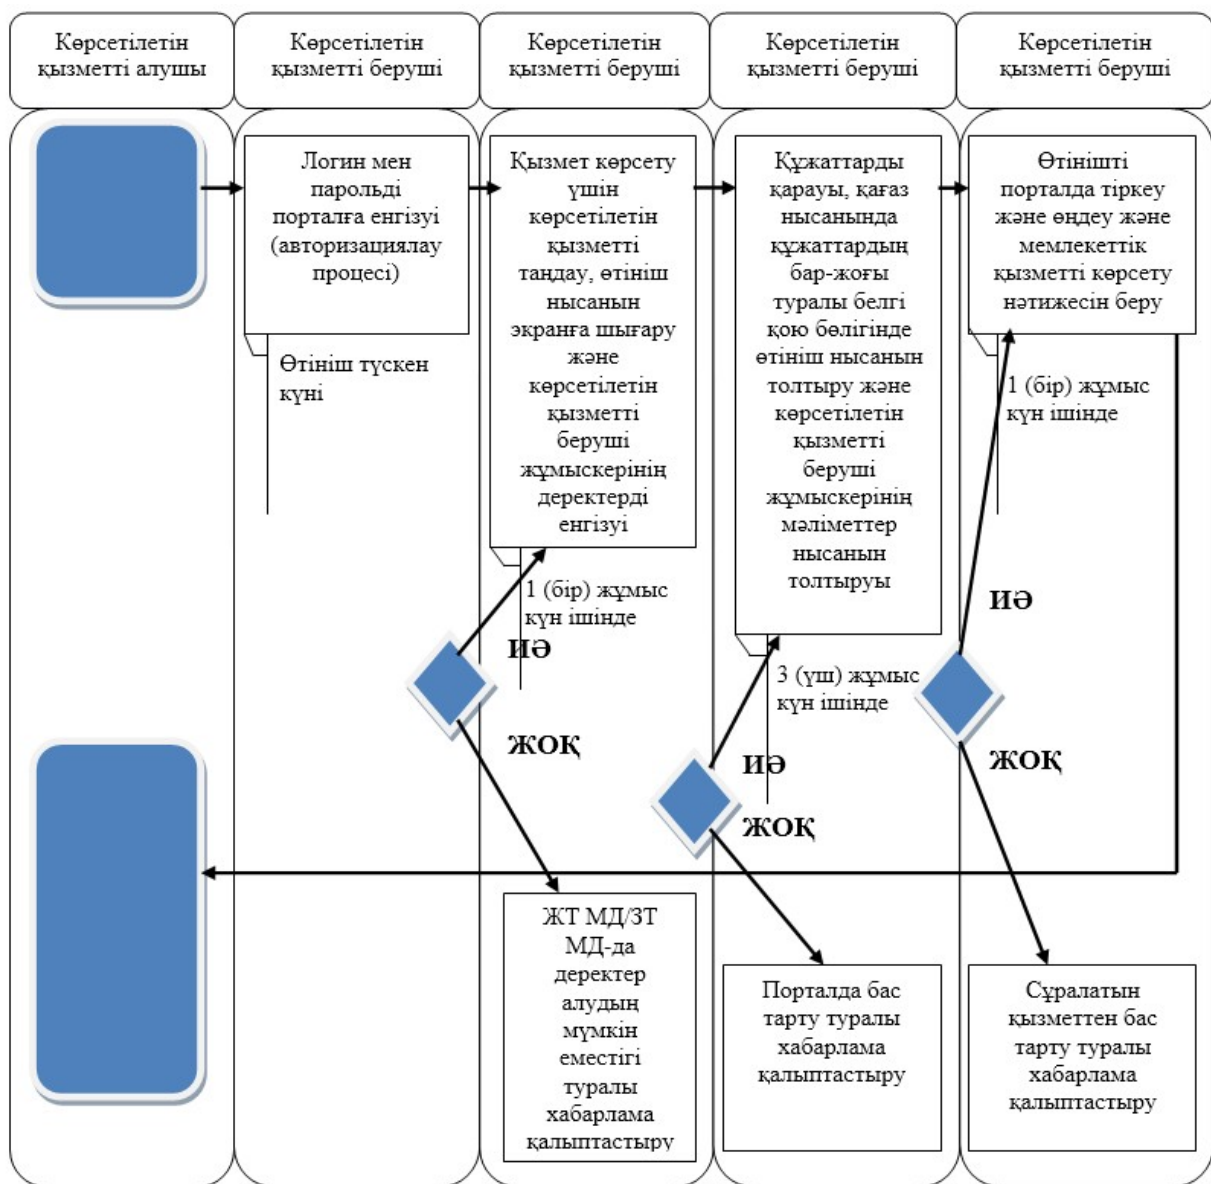 Көрсетілетін
қызметті алушы
Көрсетілетін
қызметті беруші
Көрсетілетін
қызметті беруші
Көрсетілетін
қызметті беруші
Көрсетілетін
қызметті беруші
Логин мен
парольді
порталға енгізуі
(авторизациялау
процесі)
Өтініш түскен
күні
Қызмет көрсету
үшін
көрсетілетін
қызметті
таңдау, өтініш
нысанын
экранға шығару
және
көрсетілетін
қызметті
беруші
жұмыскерінің
деректерді
енгізуі
1 (бір) жұмыс
күн ішінде
ИӘ
ЖОҚ
ЖТ МД/ЗТ
МД-да
деректер
алудың
мүмкін
еместігі
туралы
хабарлама
қалыптастыру
Құжаттарды
қарауы, қағаз
нысанында
құжаттардың
бар-жоғы
туралы белгі
қою бөлігінде
өтініш нысанын
толтыру және
көрсетілетін
қызметті
беруші
жұмыскерінің
мәліметтер
нысанын
толтыруы
3 (үш) жұмыс
күн ішінде
ИӘ
ЖОҚ
Порталда бас
тарту туралы
хабарлама
қалыптастыру
Өтінішті
порталда тіркеу
және өңдеу және
мемлекеттік
қызметті көрсету
нәтижесін беру
1 (бір) жұмыс
күн ішінде
ИӘ
ЖОҚ
Сұралатын
қызметтен бас
тарту туралы
хабарлама
қалыптастыру